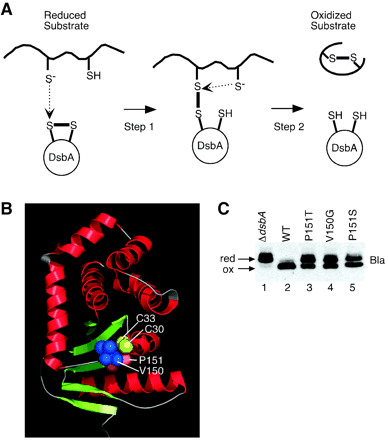 A
Reduced
Substrate
Oxidized
Substrate
S-
SH
S
S-
S–S
S–S
S
SH
SH
SH
DsbA
Step 1
DsbA
Step 2
DsbA
B
C33
C30
P151
V150
C
ΔdsbA
WT
P151T
V150G
P151S
red
ox
Bla
1
2
3
4
5